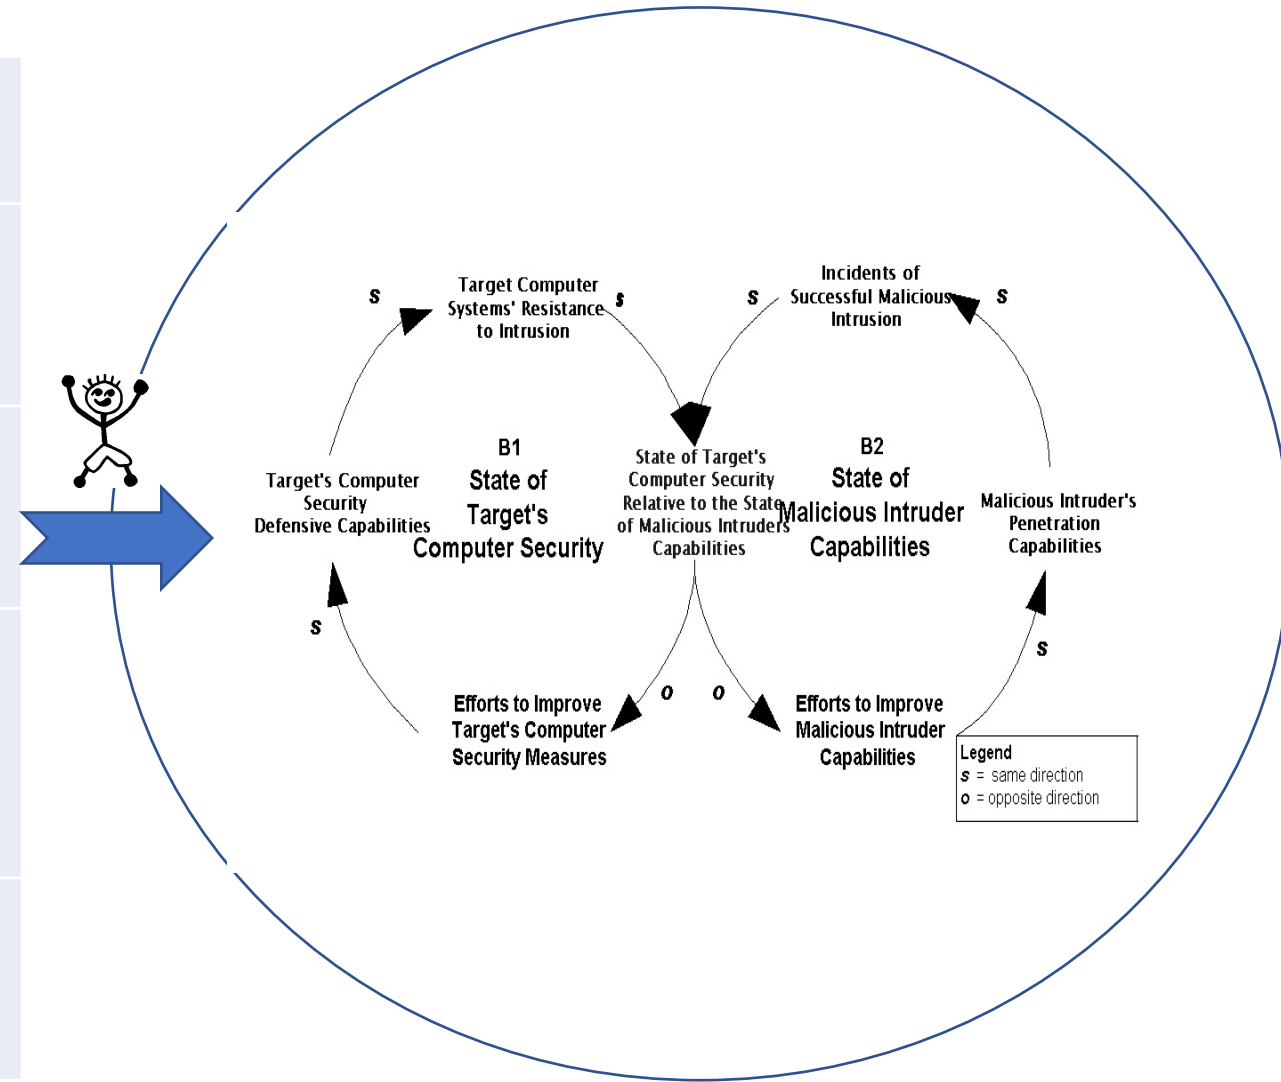 Target Computer
Systems' Resistance
to Intrusion
s
s
Incidents of
Successful Malicious
Intrusion
s
s
Target's Computer
Security
Defensive Capabilities
B1
State of
Target's
Computer Security
State of Target's
Computer Security
Relative to the State
of Malicious Intruders
Capabilities
B2
State of
Malicious Intruder
Capabilities
Malicious Intruder's
Penetration
Capabilities
s
o
o
s
Efforts to Improve
Target's Computer
Security Measures
Efforts to Improve
Malicious Intruder
Capabilities
Legend
s = same direction
o = opposite direction